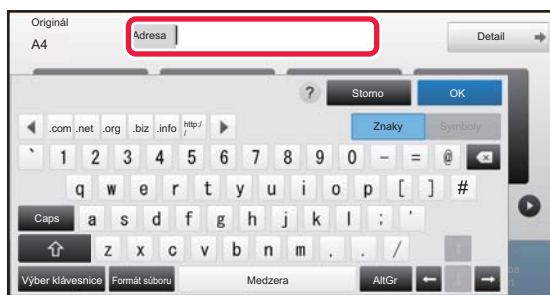 Originál
A4
Adresa
Detail
? Storno OK
.com .net .org .biz .info http:/
/
Znaky Symboly
` 1 2 3 4 5 6 7 8 9 0 - = @
q w e r t y u i o p [ ] #
Caps a s d f g h j k l ; '
z x c v b n m , . /
Výber klávesnice Formát súboru Medzera AltGr